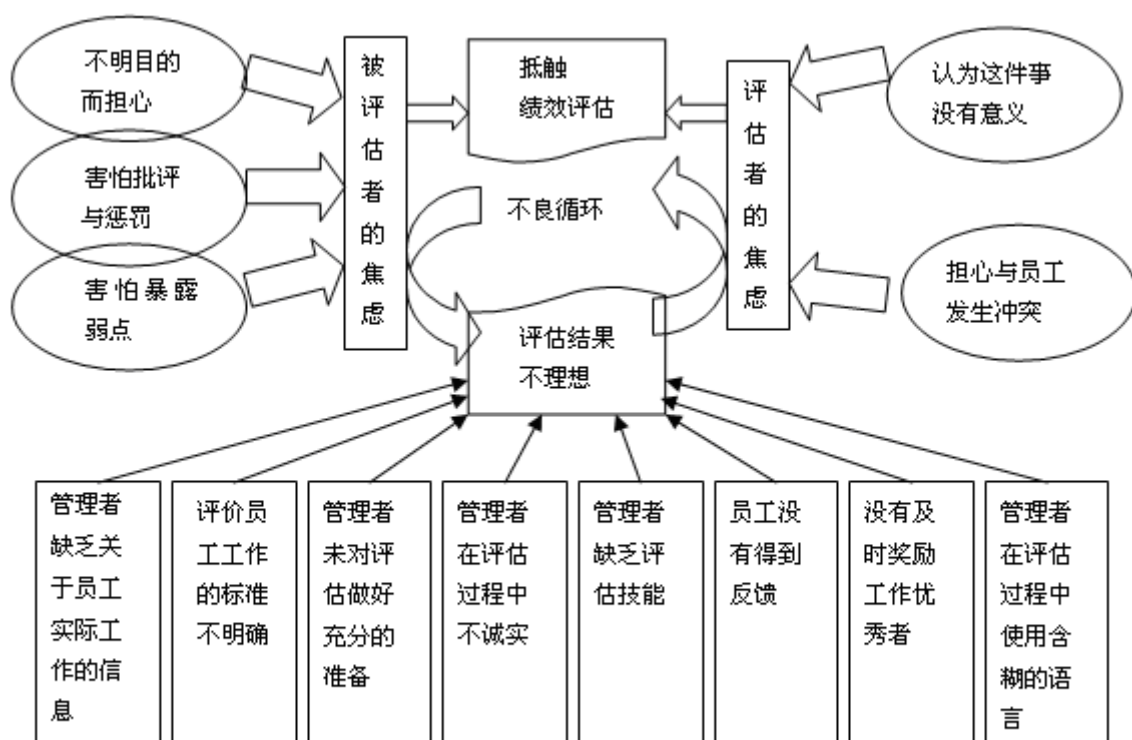 不明目的
而担心
害怕批评
与惩罚
害怕暴露
弱点
被
评
估
者
的
焦
虑
抵触
绩效评估
不良循环
评估结果
不理想
评
估
者
的
焦
虑
认为这件事
没有意义
担心与员工
发生冲突
管理者
缺乏关
于员工
实际工
作的信
息
评价员
工工作
的标准
不明确
管理者
未对评
估做好
充分的
准备
管理者
在评估
过程中
不诚实
管理者
缺乏评
估技能
员工没
有得到
反馈
没有及
时奖励
工作优
秀者
管理者
在评估
过程中
使用含
糊的语
言